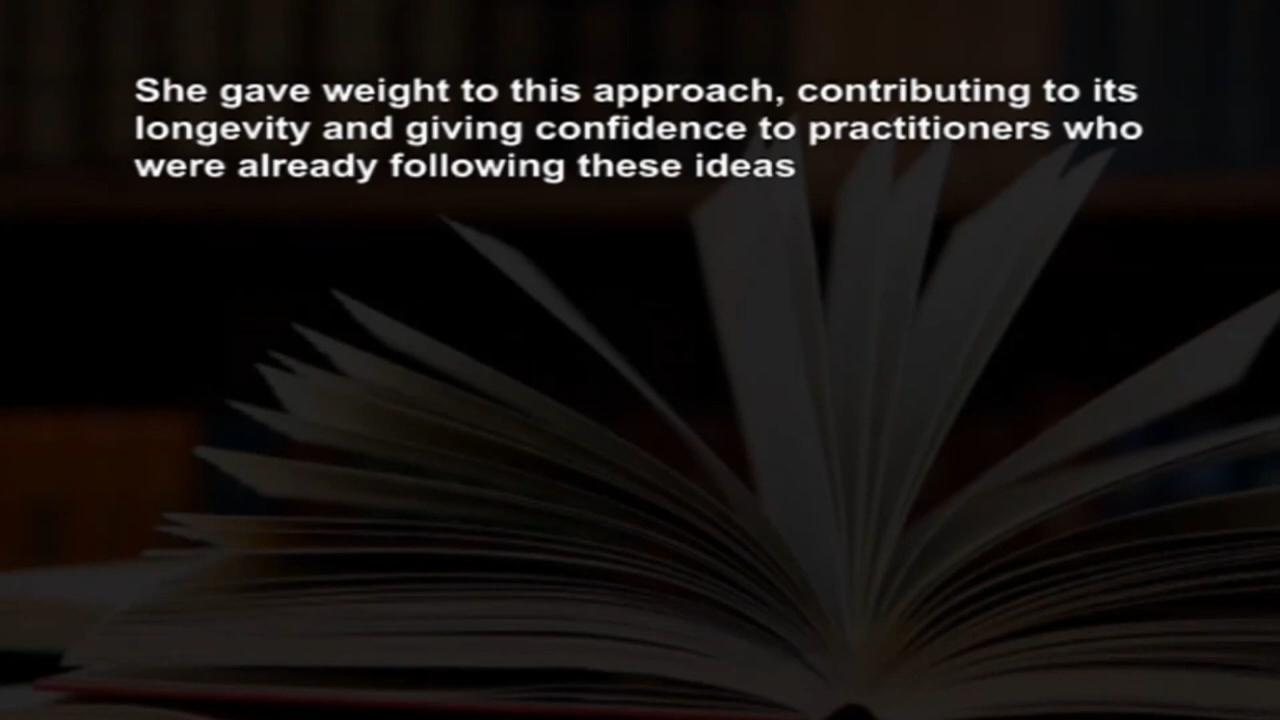 She gave weight to this approach, contributing to its
longevity and giving confidence to practitioners who
were already following these ideas